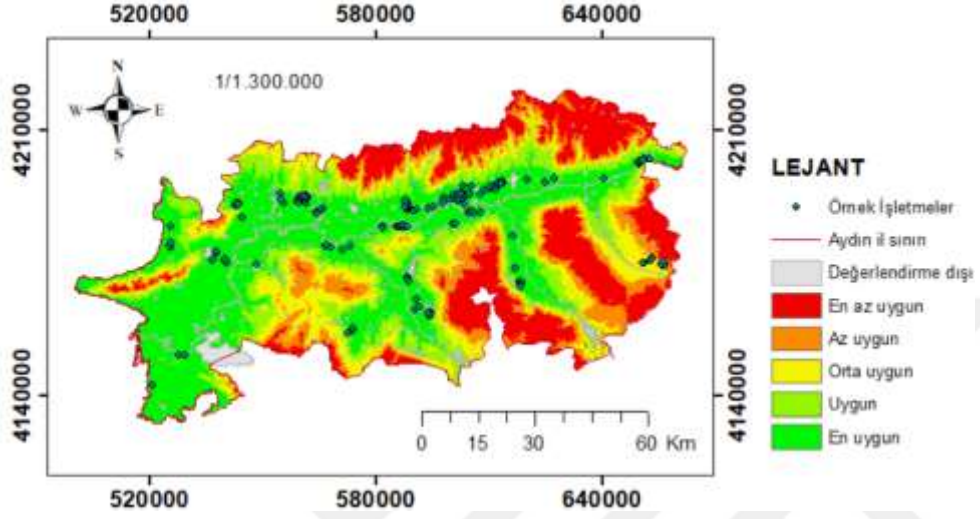 520000 580000 640000
N
W E
S
1/1.300.000
4210000 4210000
4140000 4140000
0 15 30 60 Km
520000 580000 640000
LEJANT
Örnek İşletmeler
Aydın il sınırı
Değerlendirme dışı
En az uygun
Az uygun
Orta uygun
Uygun
En uygun